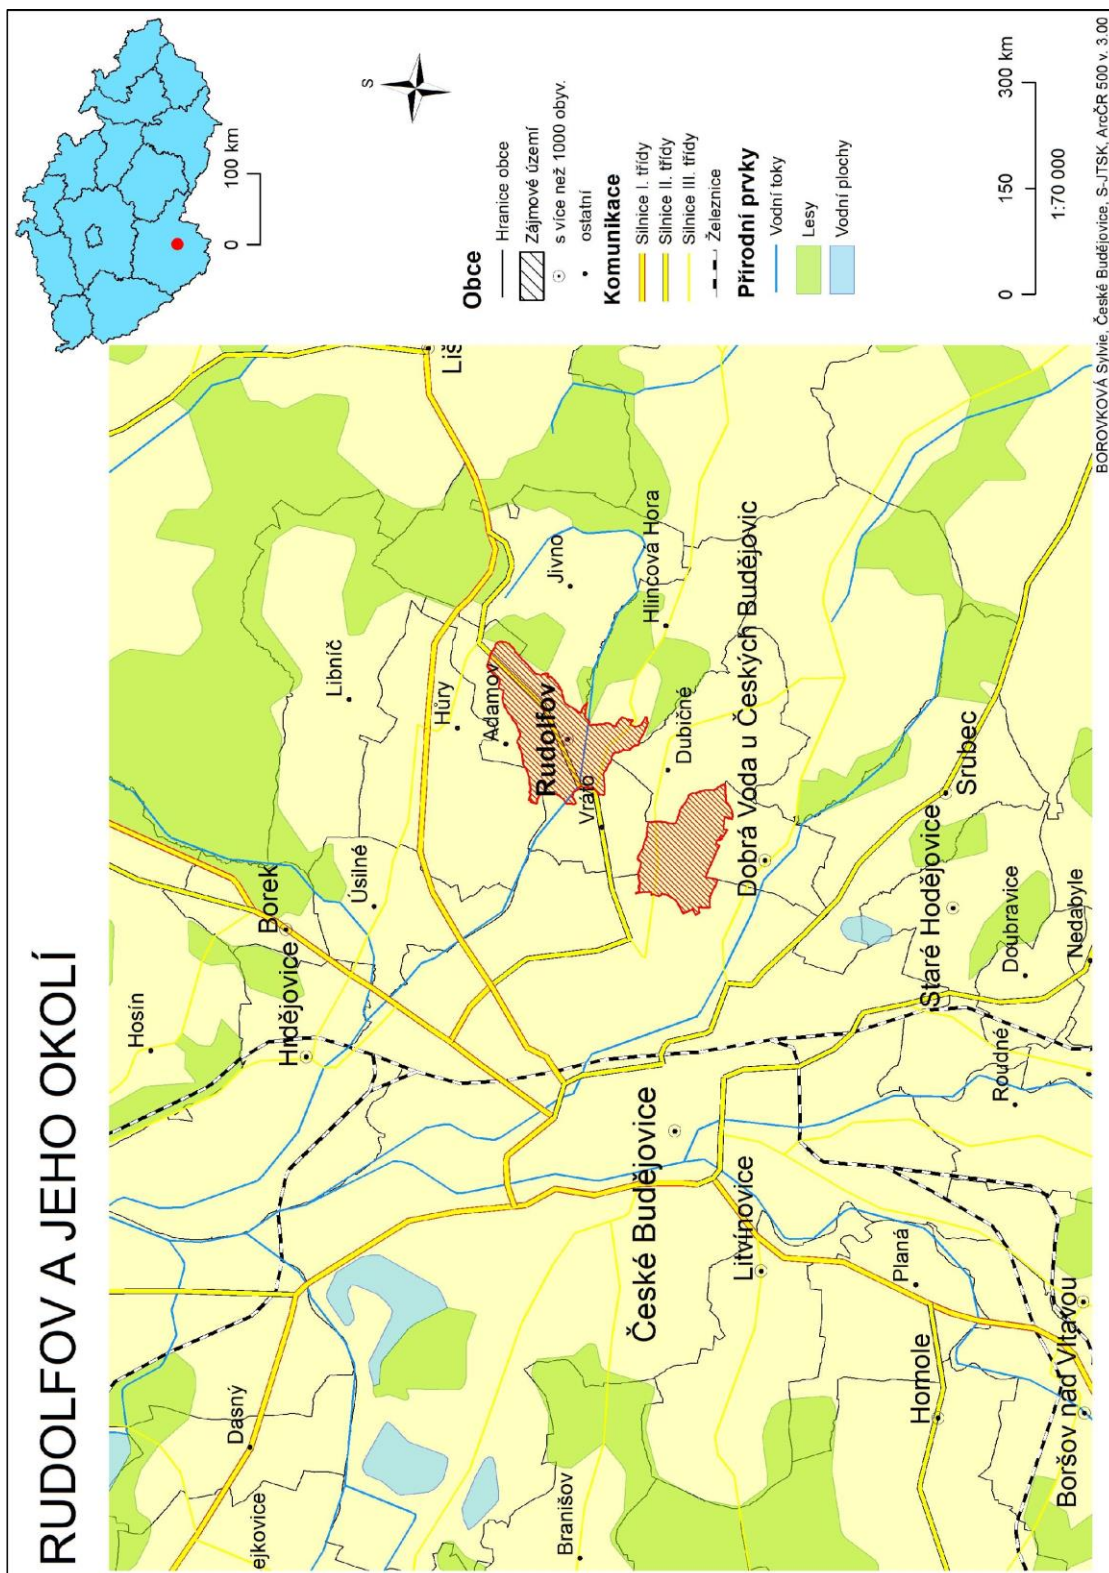 RUDOLFOV A JEHO OKOLÍ
Hosín
Borek
Hrdějovice
Úsilné
Libníč
Hůry
Adamov
Rudolfov
Vráto
Jivno
Hlincová Hora
Dubičné
Dobrá Voda u Českých Budějovic
Srubec
Staré Hodějovice
Doubravice
Nedabyle
Roudné
České Budějovice
Litvínovice
Planá
Homole
Boršov nad Vltavou
Branišov
Dasný
ejkovice
Liš
0 100 km
S
Obce
Hranice obce
Zájmové území
s více než 1000 obyv.
ostatní
Komunikace
Silnice I. třídy
Silnice II. třídy
Silnice III. třídy
Železnice
Přírodní prvky
Vodní toky
Lesy
Vodní plochy
0 150 300 km
1:70 000
BOROVKOVÁ Sylvie, České Budějovice, S-JTSK, ArcČR 500 v. 3.00